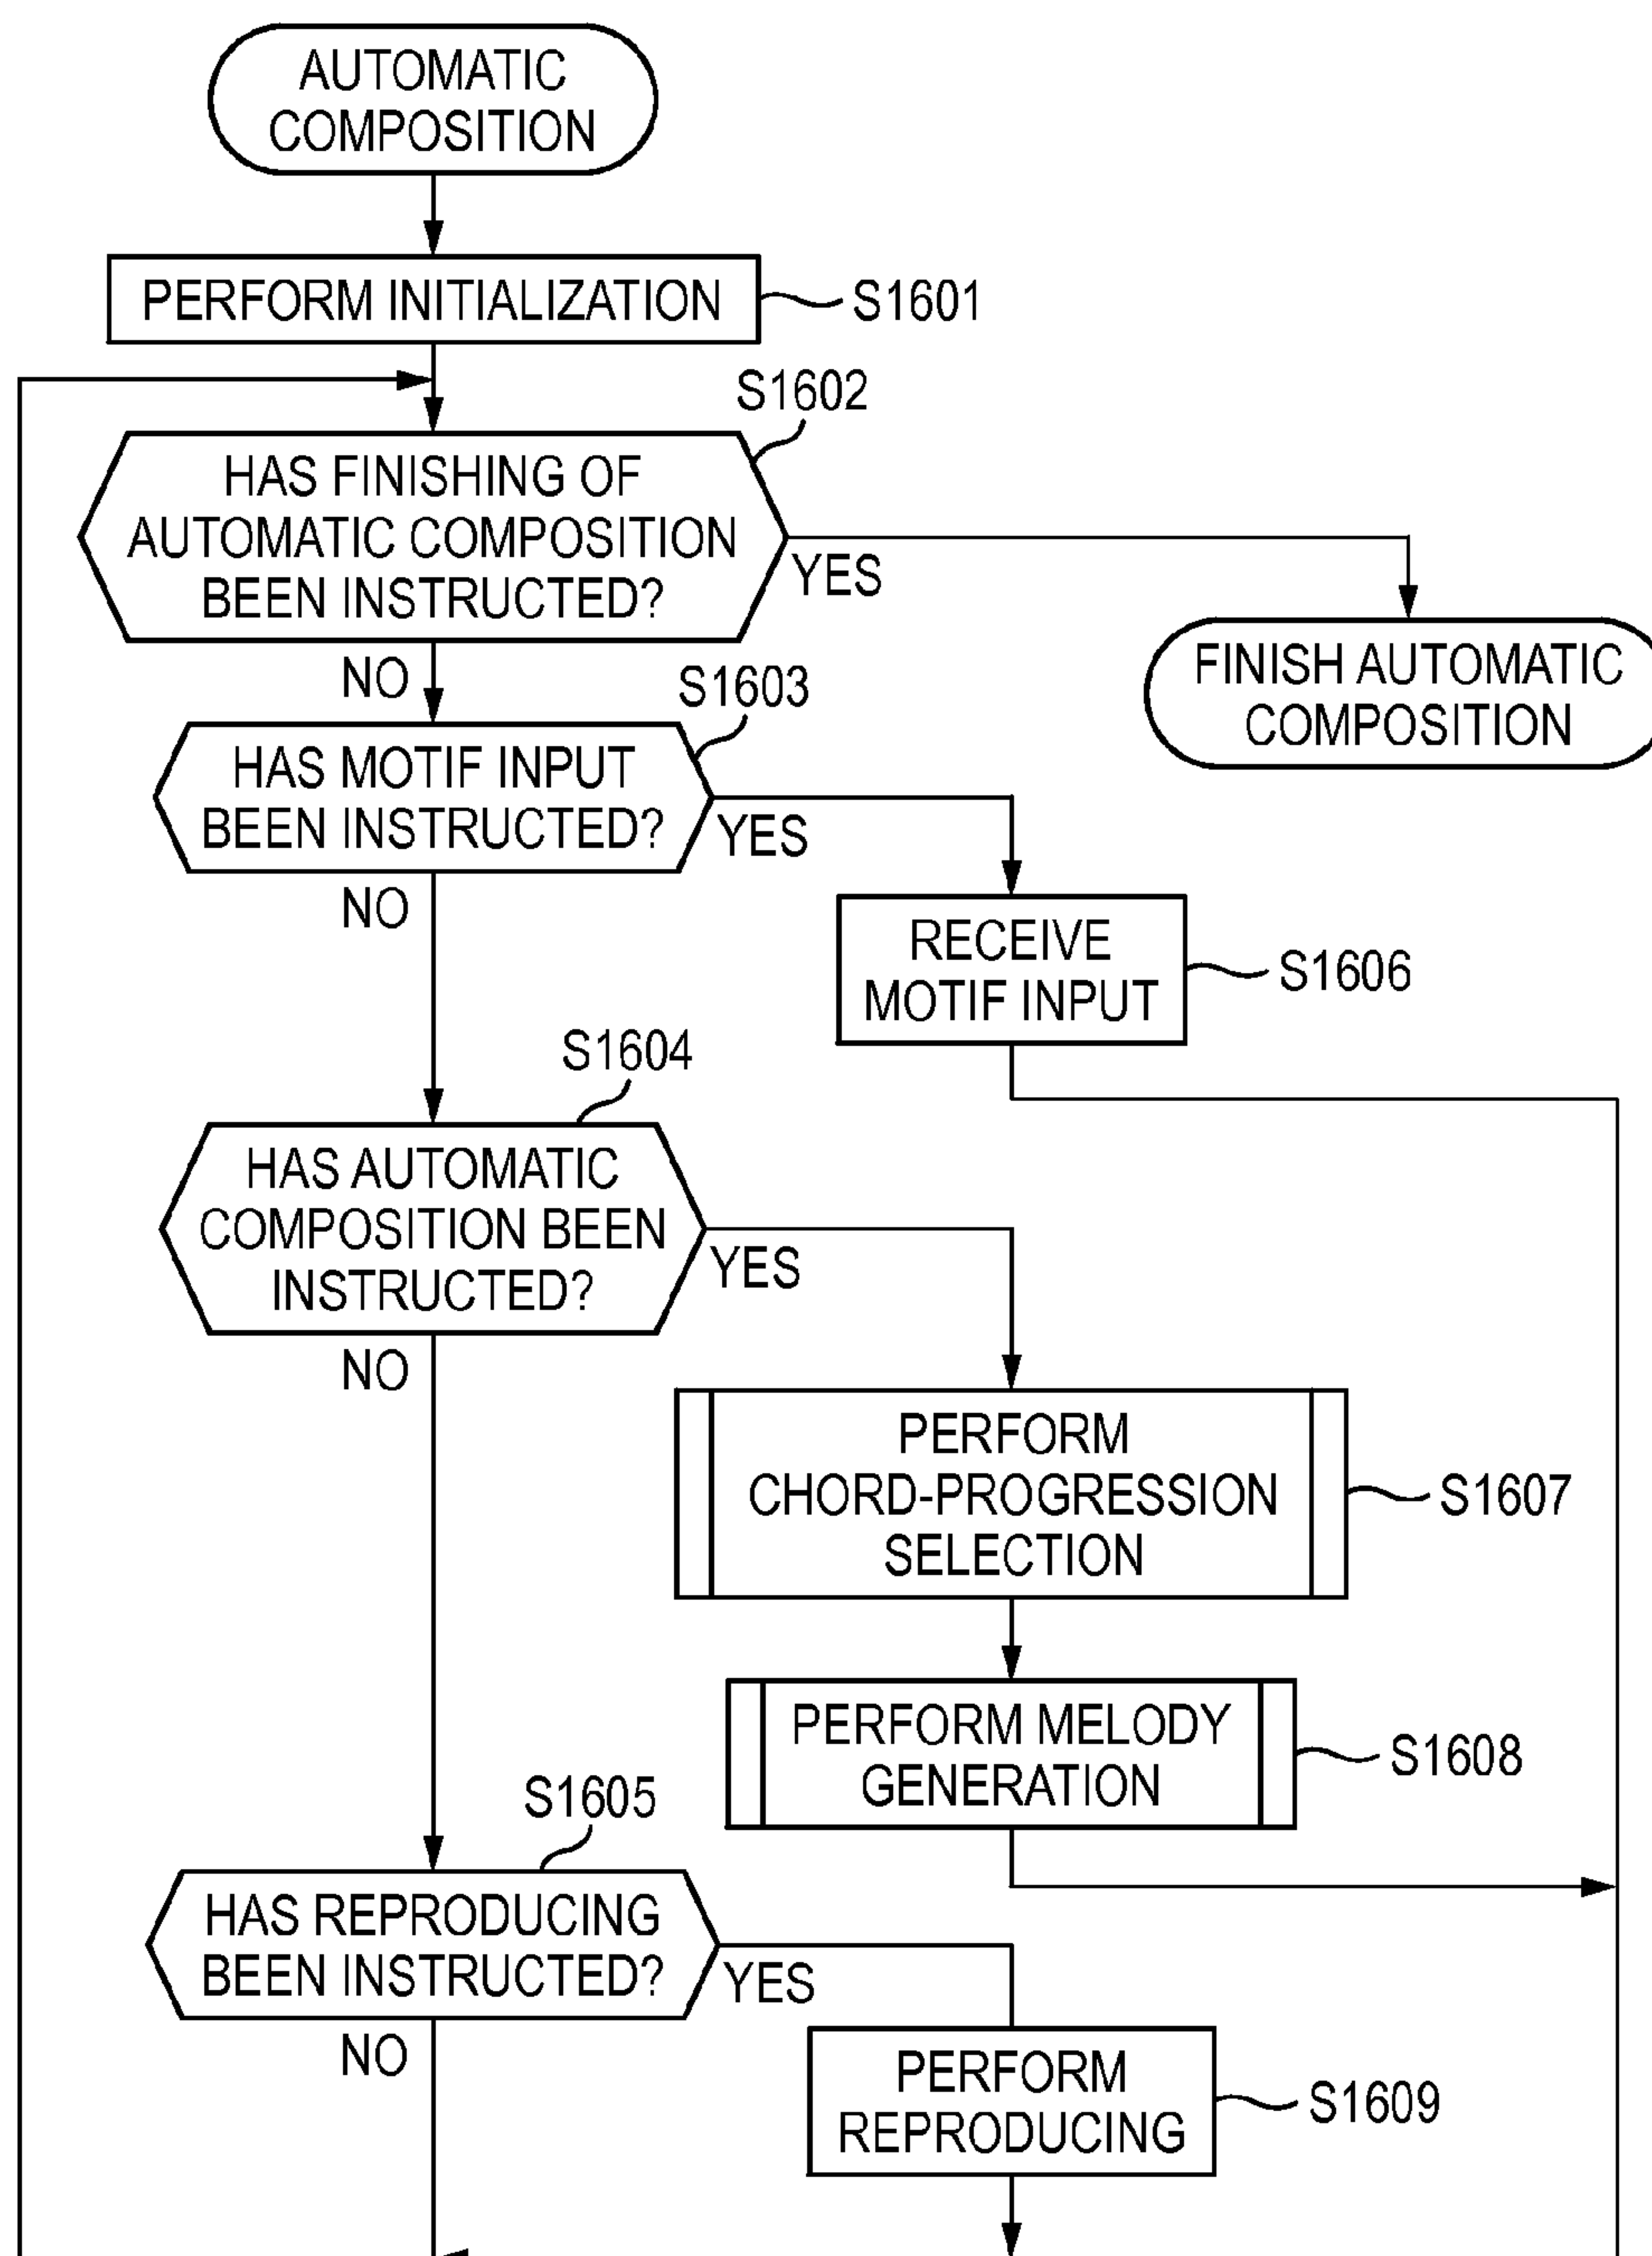 AUTOMATIC
COMPOSITION
PERFORM INITIALIZATION
S1601
S1602
HAS FINISHING OF
AUTOMATIC COMPOSITION
BEEN INSTRUCTED?
YES
NO
FINISH AUTOMATIC
COMPOSITION
S1603
HAS MOTIF INPUT
BEEN INSTRUCTED?
YES
NO
RECEIVE
MOTIF INPUT
S1606
S1604
HAS AUTOMATIC
COMPOSITION BEEN
INSTRUCTED?
YES
NO
PERFORM
CHORD-PROGRESSION
SELECTION
S1607
PERFORM MELODY
GENERATION
S1608
S1605
HAS REPRODUCING
BEEN INSTRUCTED?
YES
NO
PERFORM
REPRODUCING
S1609